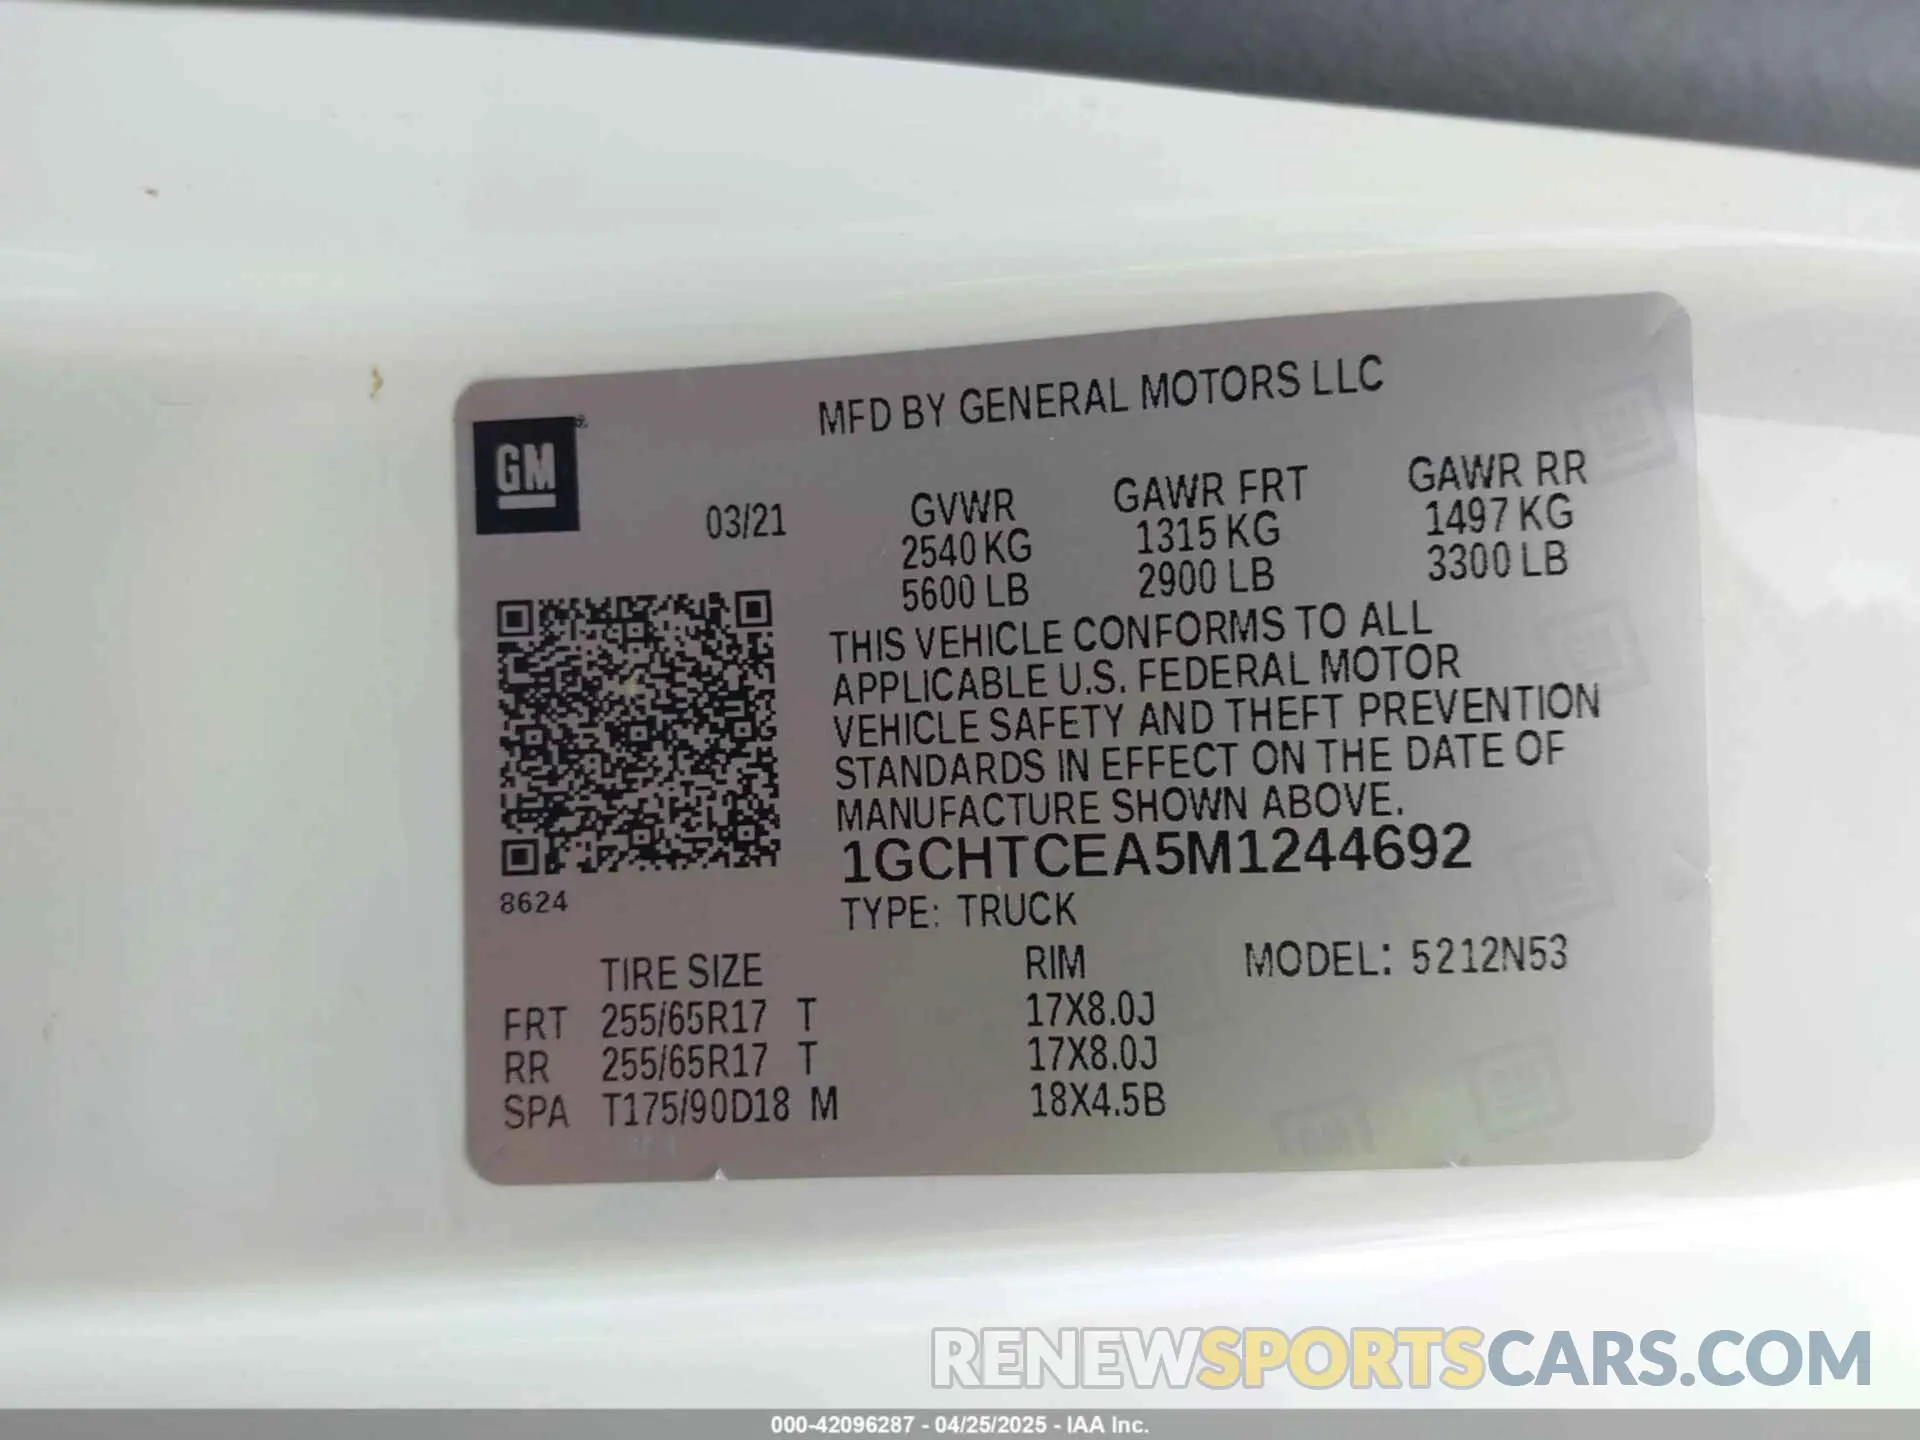 MFD BY GENERAL MOTORS LLC
GM
03/21
GVWR GAWR FRT GAWR RR
2540 KG 1315 KG 1497 KG
5600 LB 2900 LB 3300 LB
THIS VEHICLE CONFORMS TO ALL
APPLICABLE U.S. FEDERAL MOTOR
VEHICLE SAFETY AND THEFT PREVENTION
STANDARDS IN EFFECT ON THE DATE OF
MANUFACTURE SHOWN ABOVE.
1GCHTCEA5M1244692
8624
TYPE: TRUCK
TIRE SIZE RIM MODEL: 5212N53
FRT 255/65R17 T 17X8.0J
RR 255/65R17 T 17X8.0J
SPA T175/90D18 M 18X4.5B
RENEWSPORTSCARS.COM
000-42096287 - 04/25/2025 - IAA Inc.